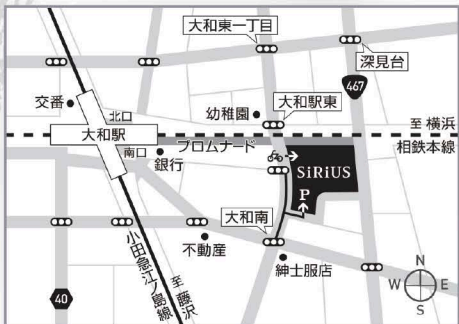 大和東一丁目
深見台
467
交番
北口
幼稚園
大和駅東
至 横浜
大和駅
プロムナード
相鉄本線
南口
銀行
SiRiUS
P
大和南
不動産
紳士服店
小田急江ノ島線
至 藤沢
40
N
W
E
S